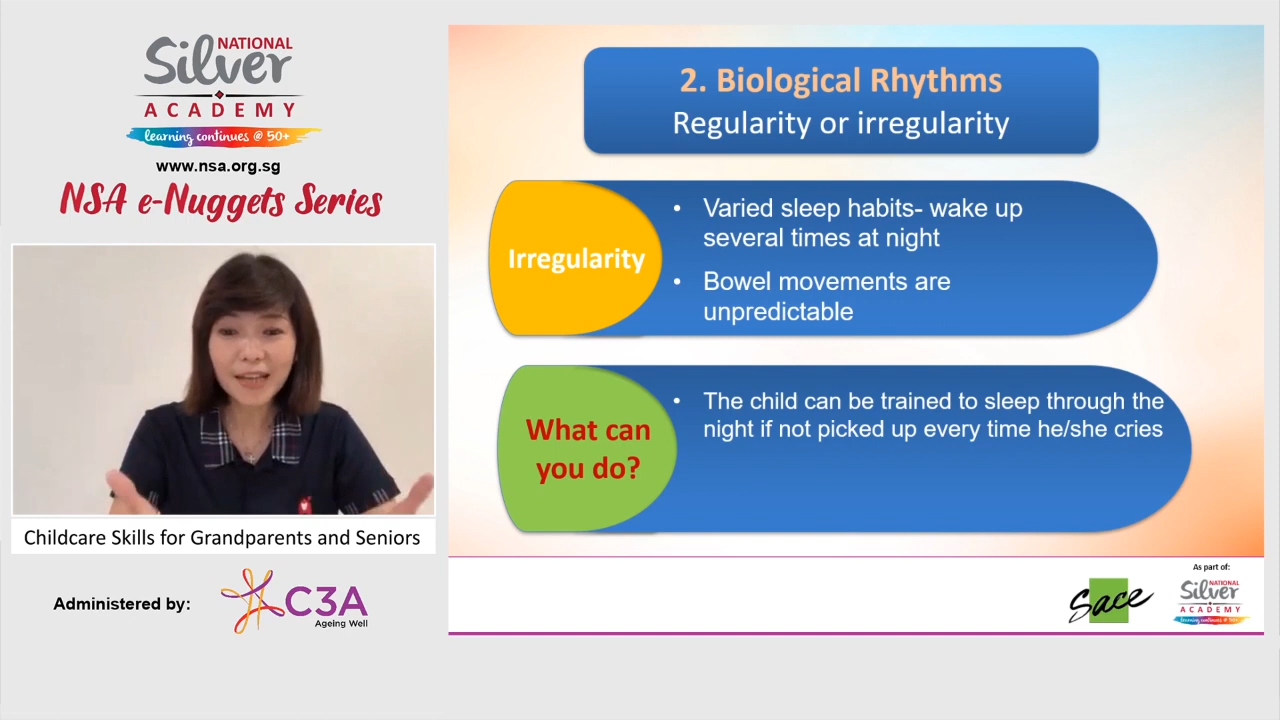 NATIONAL
Silver
ACADEMY
learning continues @ 50+
www.nsa.org.sg
NSA e-Nuggets Series
Childcare Skills for Grandparents and Seniors
Administered by:
C3A
Ageing Well
2. Biological Rhythms
Regularity or irregularity
Irregularity
• Varied sleep habits- wake up
several times at night
• Bowel movements are
unpredictable
What can
you do?
• The child can be trained to sleep through the
night if not picked up every time he/she cries
Sace
As part of:
NATIONAL
Silver
ACADEMY
learning continues @ 50+